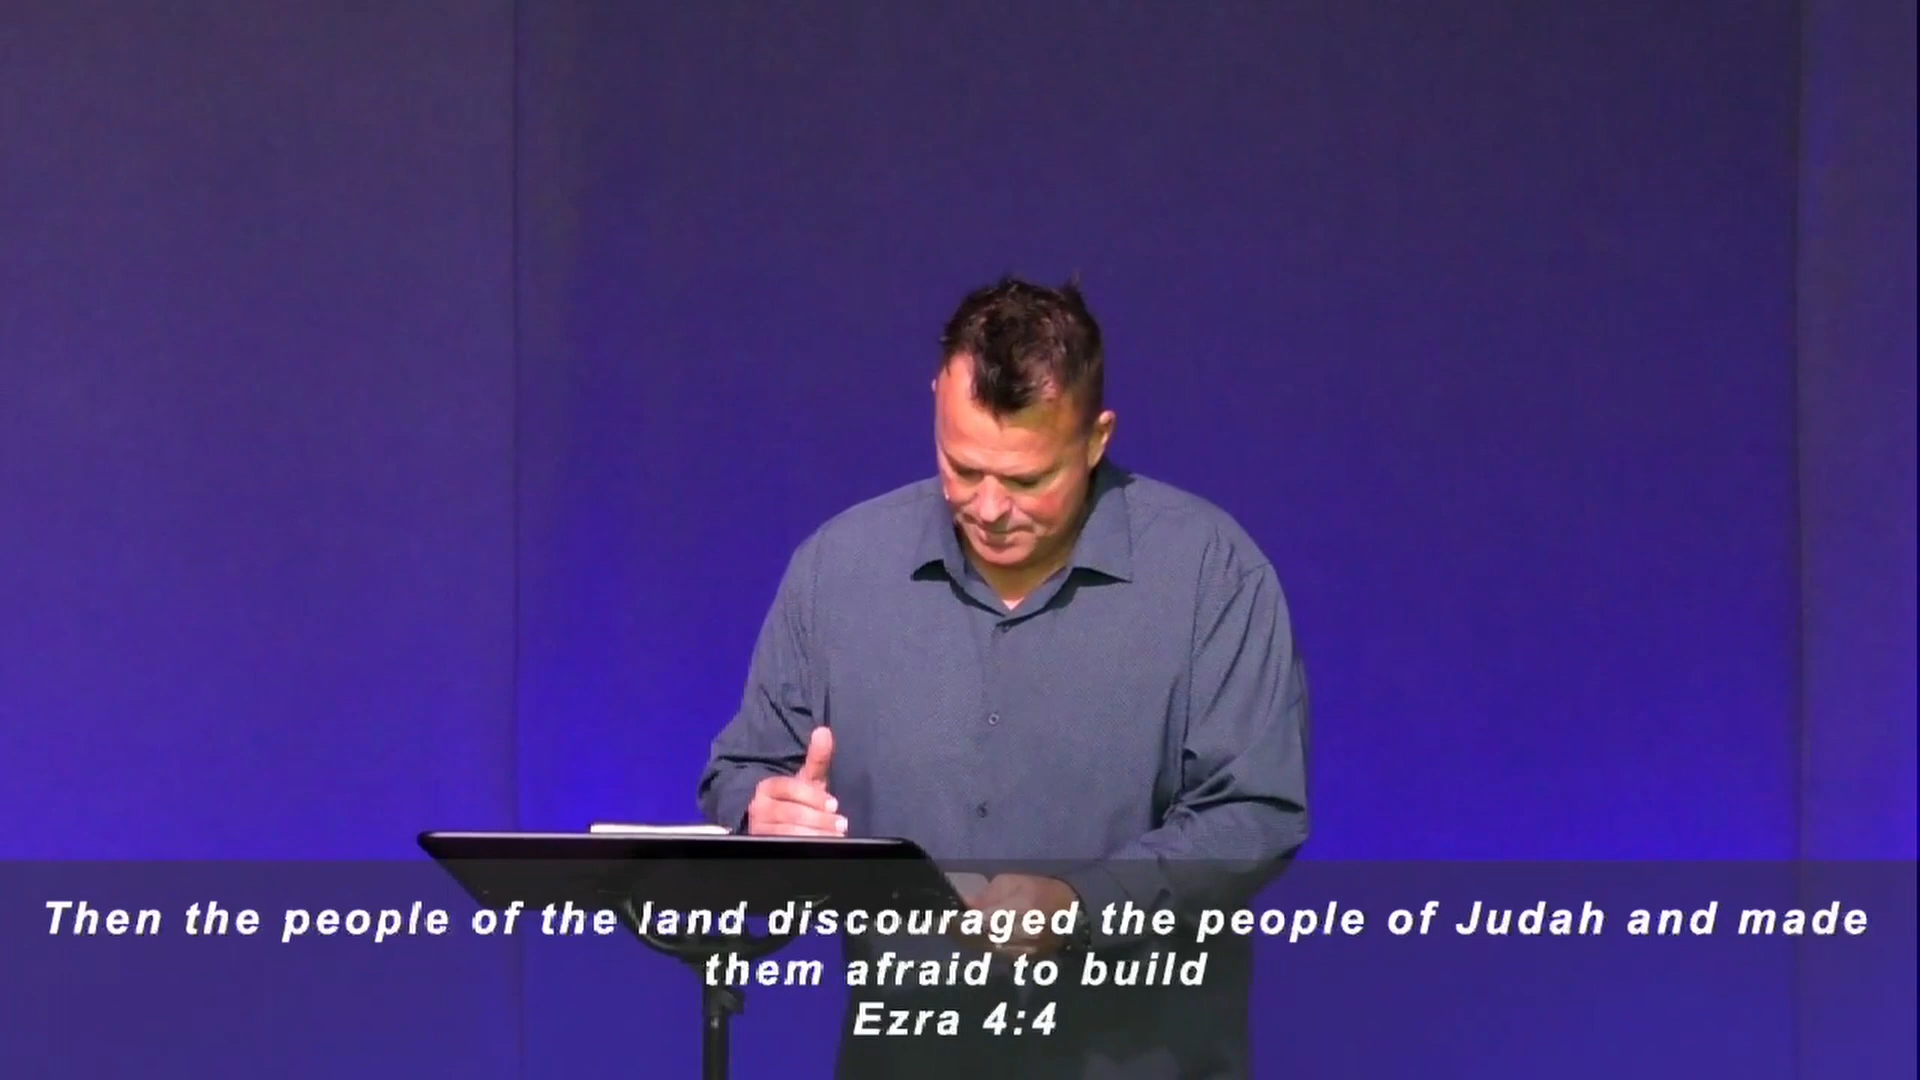 Then the people of the land discouraged the people of Judah and made
them afraid to build
Ezra 4:4